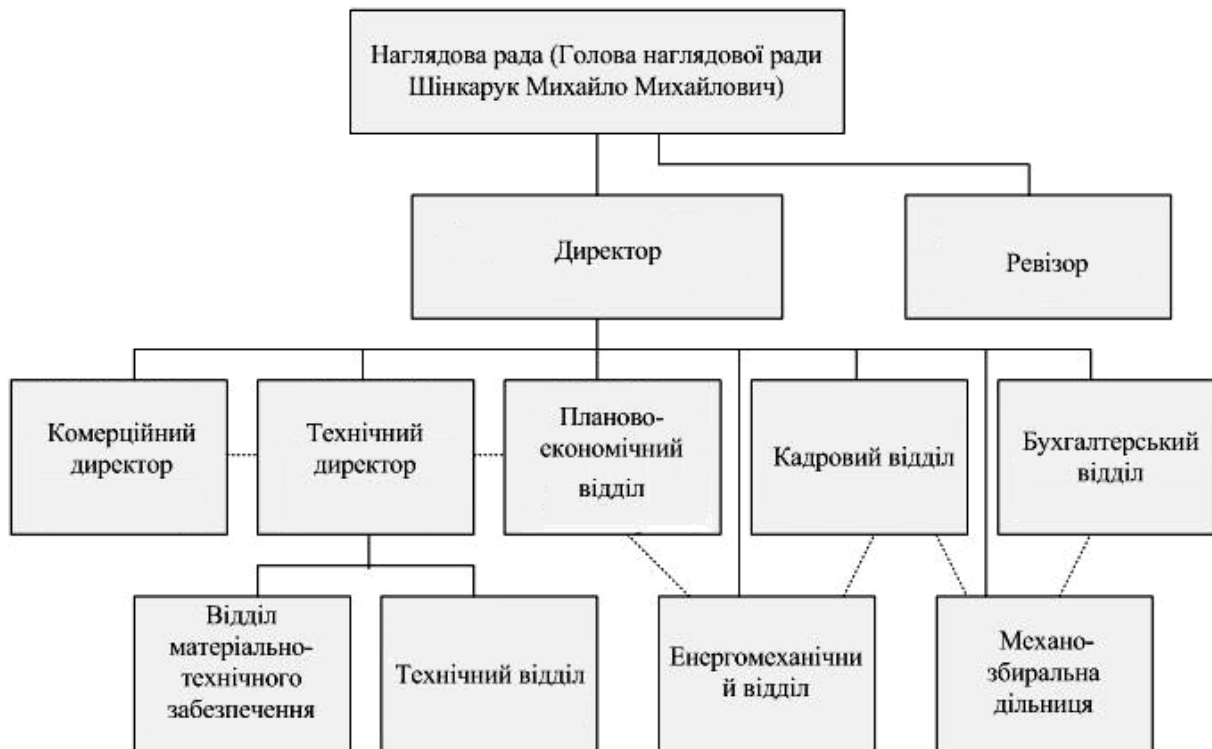 Наглядова рада (Голова наглядової ради
Шінкарук Михайло Михайлович)
Директор
Ревізор
Комерційний
директор
Технічний
директор
Планово-
економічний
відділ
Кадровий відділ
Бухгалтерський
відділ
Відділ
матеріально-
технічного
забезпечення
Технічний відділ
Енергомеханічни
й відділ
Механо-
збиральна
дільниця